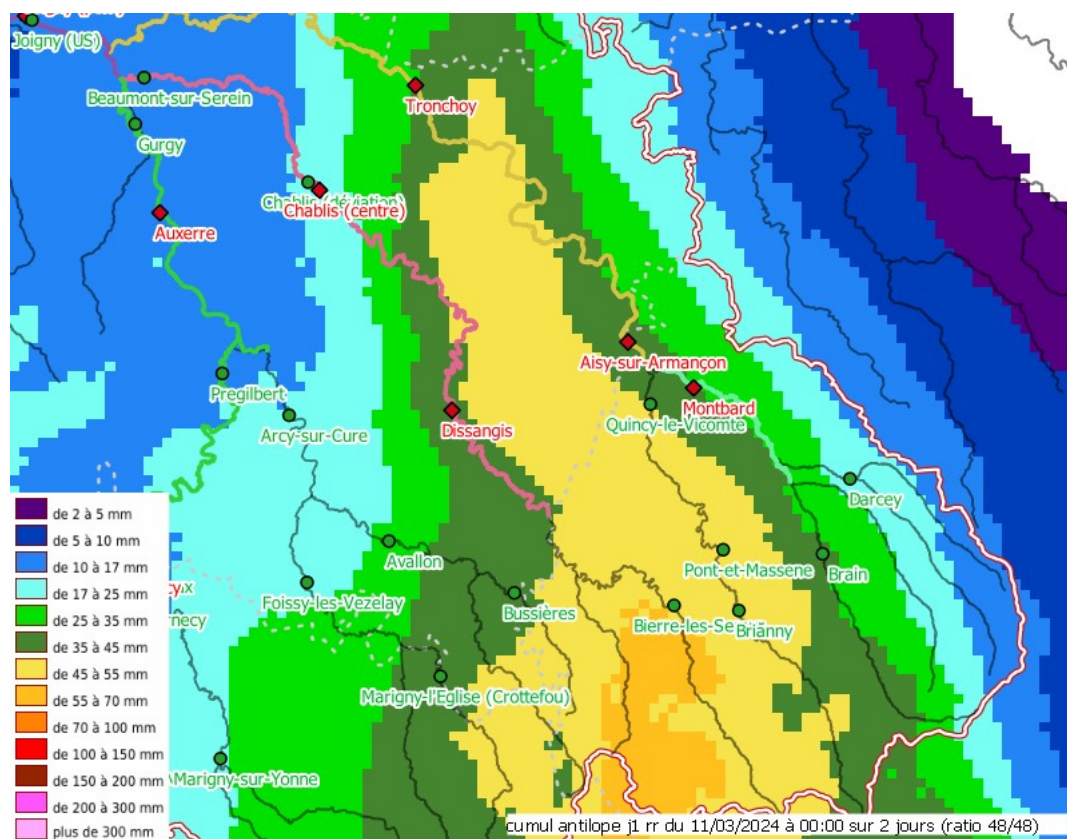 Joigny (US)
Beaumont-sur-Serein
Tronchoy
Gurgy
Chablis (déviation)
Chablis (centre)
Auxerre
Aisy-sur-Armançon
Pregilbert
Montbard
Arcy-sur-Cure
Dissangis
Quincy-le-Vicomte
Darcey
Avallon
Pont-et-Massene
Brain
Foissy-les-Vezelay
Bussières
Bierre-les-Se
Brianny
Marigny-l'Eglise (Crottefou)
Marigny-sur-Yonne
de 2 à 5 mm
de 5 à 10 mm
de 10 à 17 mm
de 17 à 25 mm
de 25 à 35 mm
de 35 à 45 mm
de 45 à 55 mm
de 55 à 70 mm
de 70 à 100 mm
de 100 à 150 mm
de 150 à 200 mm
de 200 à 300 mm
plus de 300 mm
cumul antilope j1 rr du 11/03/2024 à 00:00 sur 2 jours (ratio 48/48)